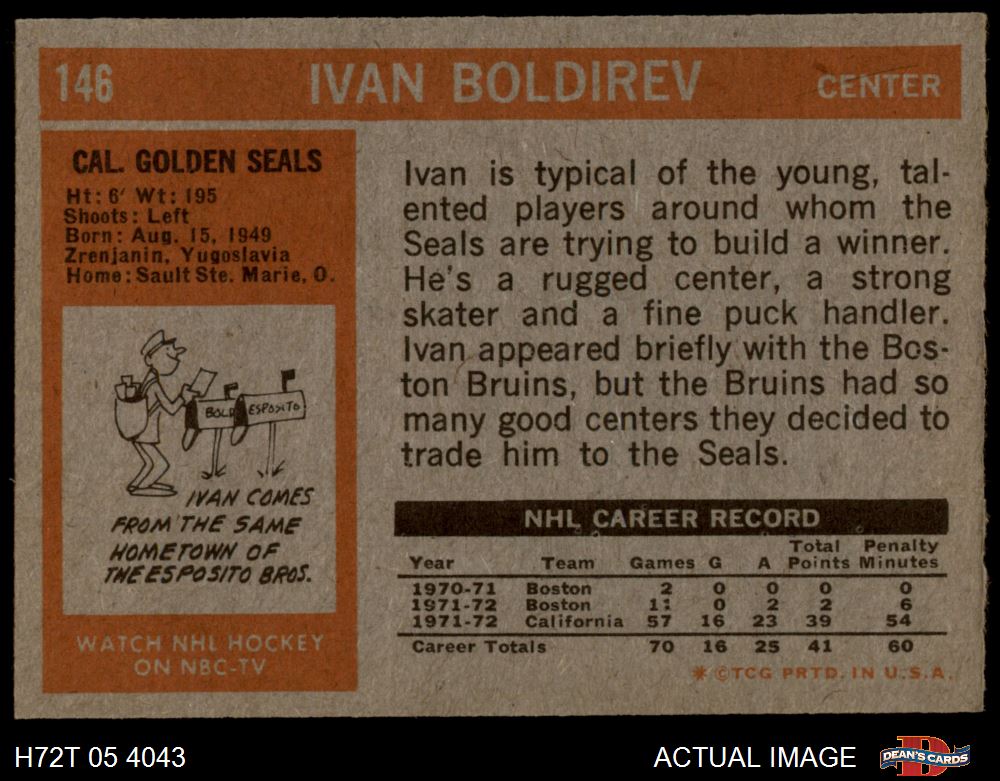 146 IVAN BOLDIREV CENTER
CAL. GOLDEN SEALS
Ht: 6' Wt: 195
Shoots: Left
Born: Aug. 15, 1949
Zrenjanin, Yugoslavia
Home: Sault Ste. Marie, O.
BOLD ESPOSITO
IVAN COMES
FROM THE SAME
HOMETOWN OF
THE ESPOSITO BROS.
WATCH NHL HOCKEY
ON NBC-TV
Ivan is typical of the young, tal-
ented players around whom the
Seals are trying to build a winner.
He's a rugged center, a strong
skater and a fine puck handler.
Ivan appeared briefly with the Bos-
ton Bruins, but the Bruins had so
many good centers they decided to
trade him to the Seals.
NHL CAREER RECORD
Year Team Games G A Total Points Penalty Minutes
1970-71 Boston 2 0 0 0 0
1971-72 Boston 11 0 2 2 6
1971-72 California 57 16 23 39 54
Career Totals 70 16 25 41 60
* ©TCG PRTD. IN U.S.A.
H72T 05 4043 ACTUAL IMAGE DEAN'S CARDS